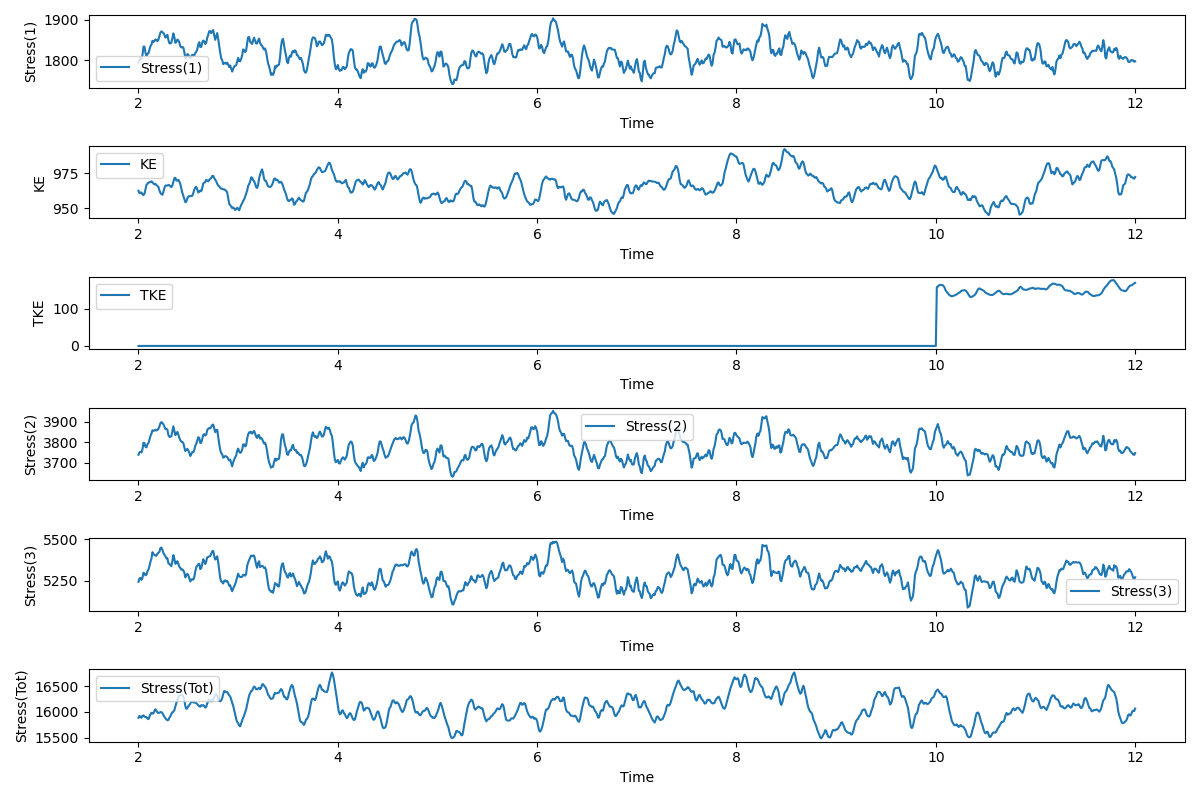 Stress(1)
1900
1800
Stress(1)
2 4 6 8 10 12
Time
KE
975
950
KE
2 4 6 8 10 12
Time
TKE
100
0
TKE
2 4 6 8 10 12
Time
Stress(2)
3900
3800
3700
Stress(2)
2 4 6 8 10 12
Time
Stress(3)
5500
5250
Stress(3)
2 4 6 8 10 12
Time
Stress(Tot)
16500
16000
15500
Stress(Tot)
2 4 6 8 10 12
Time